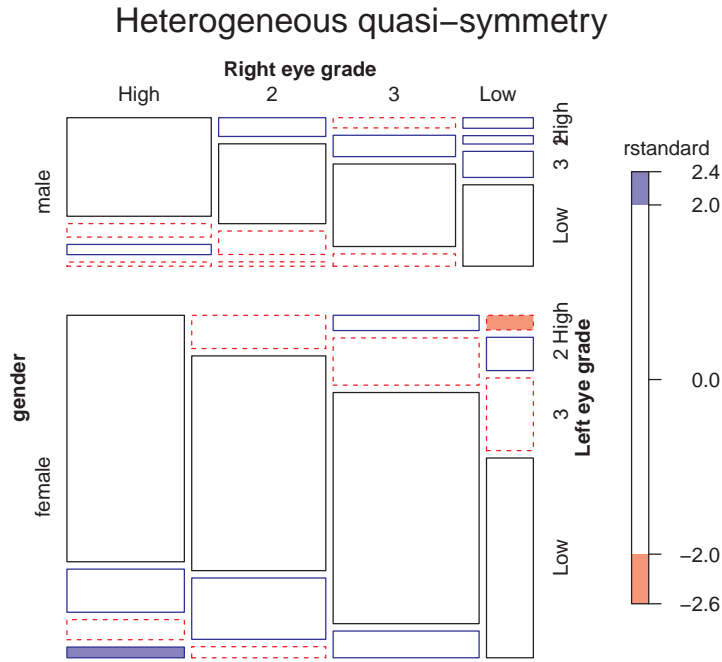 Heterogeneous quasi−symmetry
Right eye grade
High 2 3 Low
gender
male
female
High
2
3
Low
High
2
3
Low
Left eye grade
rstandard
2.4
2.0
0.0
−2.0
−2.6